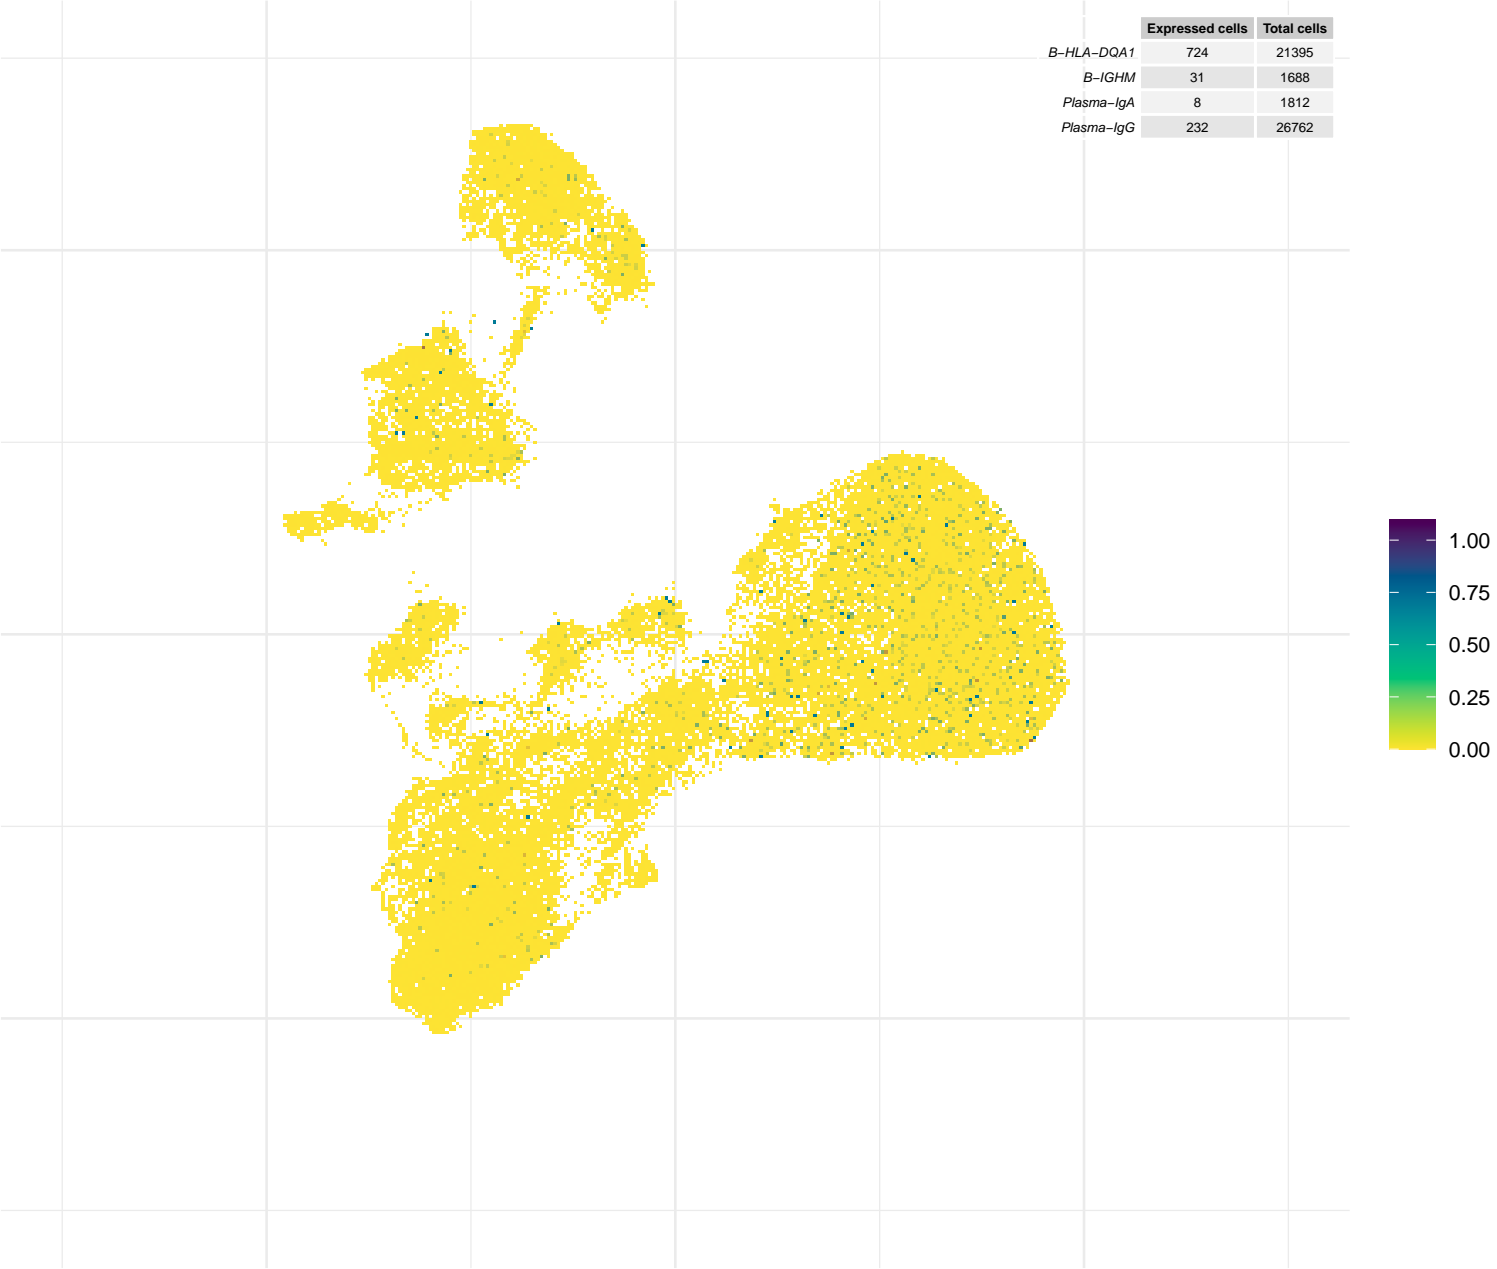 Expressed cells Total cells
B−HLA−DQA1 724 21395
B−IGHM 31 1688
Plasma−IgA 8 1812
Plasma−IgG 232 26762
1.00
0.75
0.50
0.25
0.00